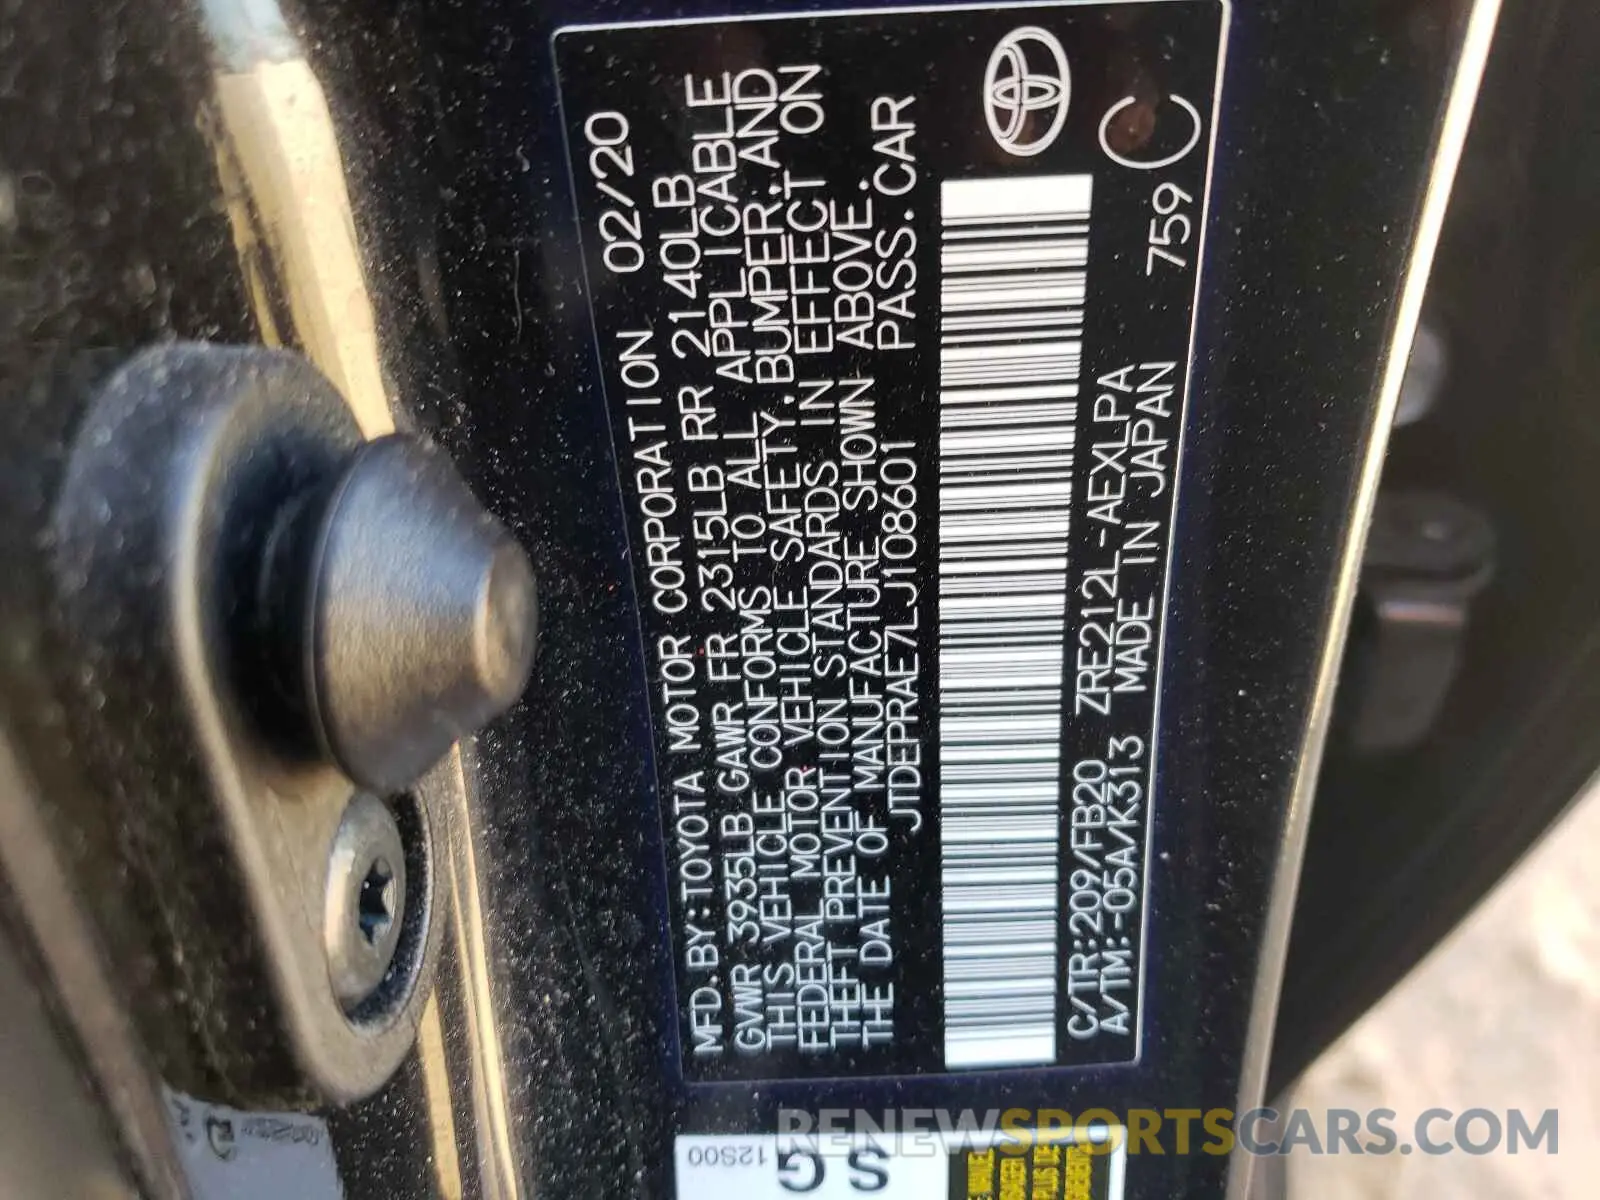 MFD.BY:TOYOTA MOTOR CORPORATION 02/20
GVWR 3935LB GAWR FR 2315LB RR 2140LB
THIS VEHICLE CONFORMS TO ALL APPLICABLE
FEDERAL MOTOR VEHICLE SAFETY,BUMPER,AND
THEFT PREVENTION STANDARDS IN EFFECT ON
THE DATE OF MANUFACTURE SHOWN ABOVE.
JTDEPRAE7LJ108601 PASS.CAR
C/TR:209/FB20 ZRE212L-AEXLPA 759
A/TM:-05A/K313 MADE IN JAPAN C
SG
12S00
RENEWSPORTSCARS.COM